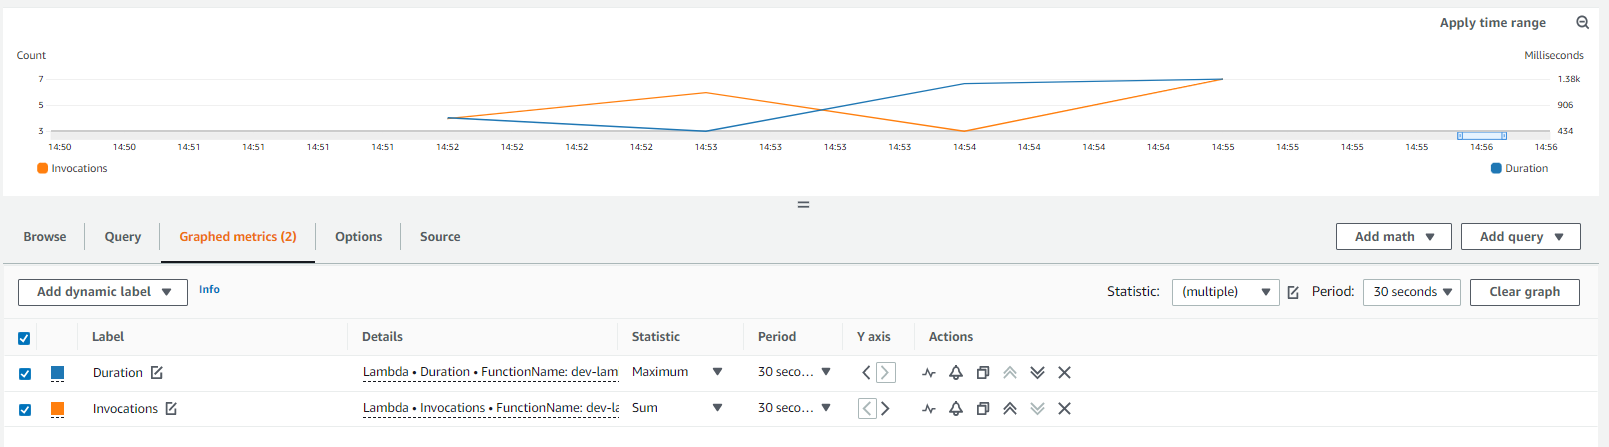 Apply time range
Count Milliseconds
7 1.38k
5 906
3 434
14:50 14:50 14:51 14:51 14:51 14:51 14:52 14:52 14:52 14:52 14:53 14:53 14:53 14:53 14:54 14:54 14:54 14:54 14:55 14:55 14:55 14:55 14:56 14:56
Invocations Duration
Browse Query Graphed metrics (2) Options Source Add math Add query
Add dynamic label Info Statistic: (multiple) Period: 30 seconds Clear graph
Label Details Statistic Period Y axis Actions
Duration Lambda • Duration • FunctionName: dev-lam Maximum 30 seco...
Invocations Lambda • Invocations • FunctionName: dev-la Sum 30 seco...